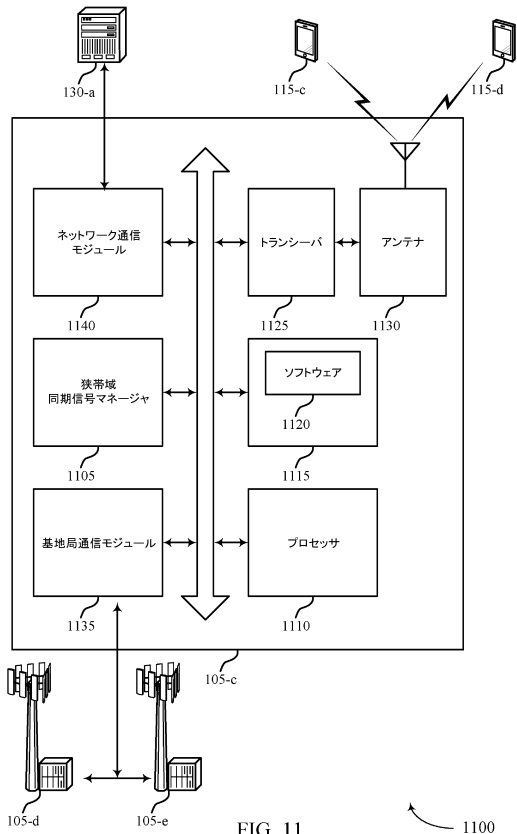 130-a
115-c
115-d
ネットワーク通信
モジュール
1140
トランシーバ
1125
アンテナ
1130
狭帯域
同期信号マネージャ
1105
ソフトウェア
1120
1115
基地局通信モジュール
1135
プロセッサ
1110
105-c
105-d
105-e
FIG. 11
1100